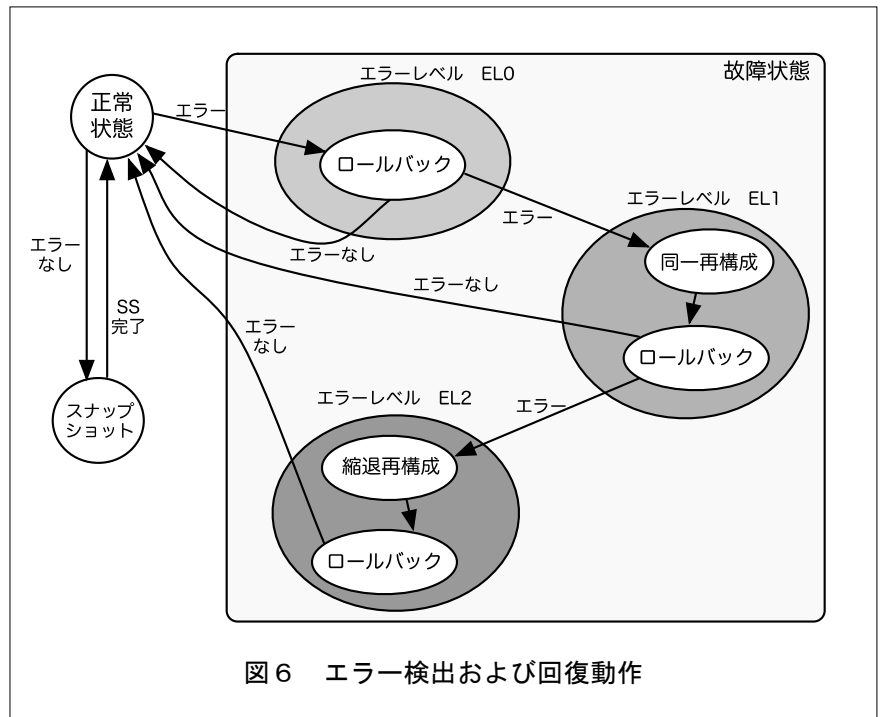 故障状態
エラーレベル　EL0
正常
状態
エラー
ロールバック
エラーレベル　EL1
エラー
エラーなし
同一再構成
エラー
なし
エラーなし
SS
完了
エラー
なし
ロールバック
エラーレベル　EL2
エラー
スナップ
ショット
縮退再構成
ロールバック
図６　エラー検出および回復動作